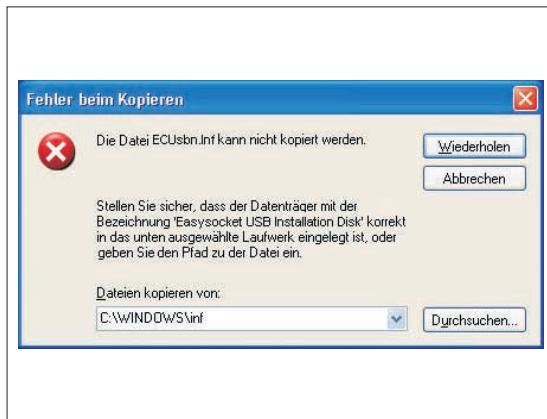 Fehler beim Kopieren
Die Datei ECUsbn.Inf kann nicht kopiert werden.
Wiederholen
Abbrechen
Stellen Sie sicher, dass der Datenträger mit der
Bezeichnung 'Easysocket USB Installation Disk' korrekt
in das unten ausgewählte Laufwerk eingelegt ist, oder
geben Sie den Pfad zu der Datei ein.
Dateien kopieren von:
C:\WINDOWS\inf
Durchsuchen...